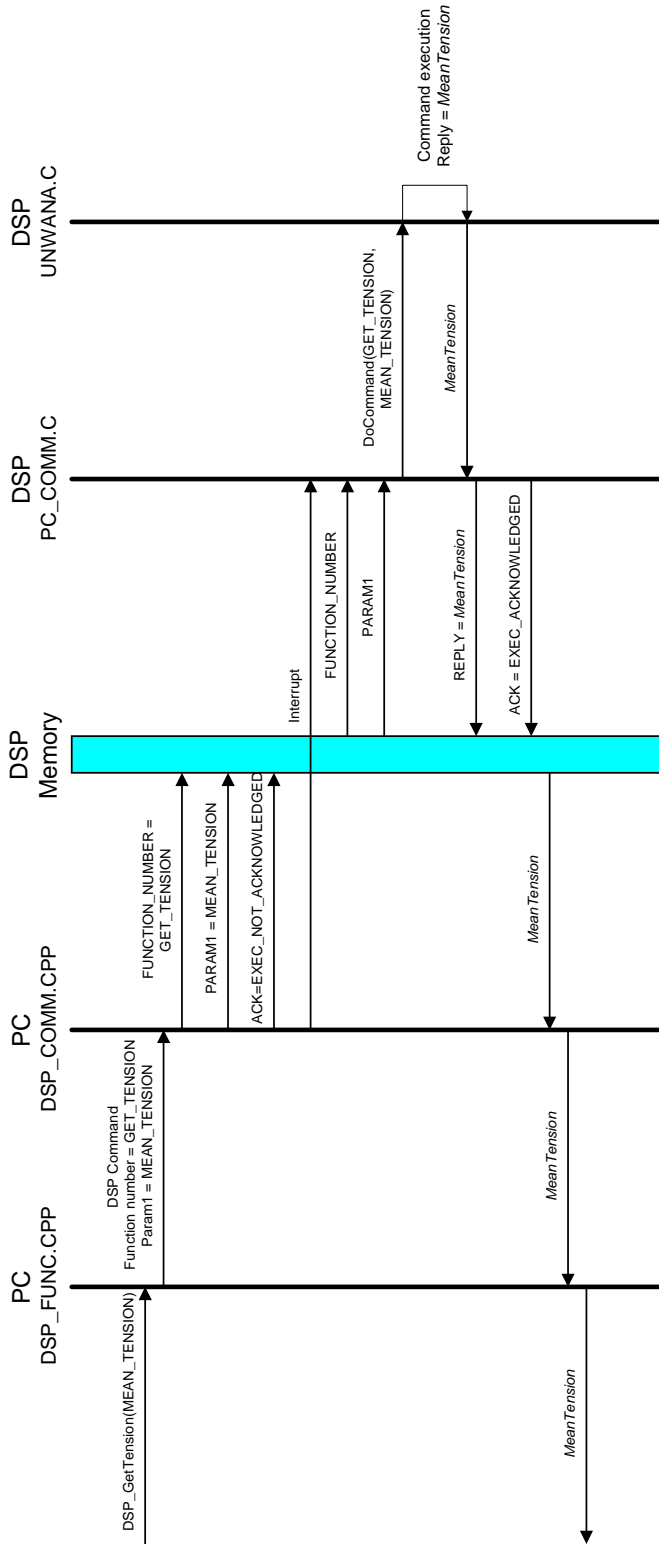 PC
DSP_FUNC.CPP
PC
DSP_COMM.CPP
DSP
Memory
DSP
PC_COMM.C
DSP
UNWANA.C
DSP_GetTension(MEAN_TENSION)
DSP Command
Function number = GET_TENSION
Param1 = MEAN_TENSION
FUNCTION_NUMBER =
GET_TENSION
PARAM1 = MEAN_TENSION
ACK=EXEC_NOT_ACKNOWLEDGED
Interrupt
FUNCTION_NUMBER
PARAM1
DoCommand(GET_TENSION,
MEAN_TENSION)
Command execution
Reply = MeanTension
MeanTension
REPLY = MeanTension
ACK = EXEC_ACKNOWLEDGED
MeanTension
MeanTension
MeanTension